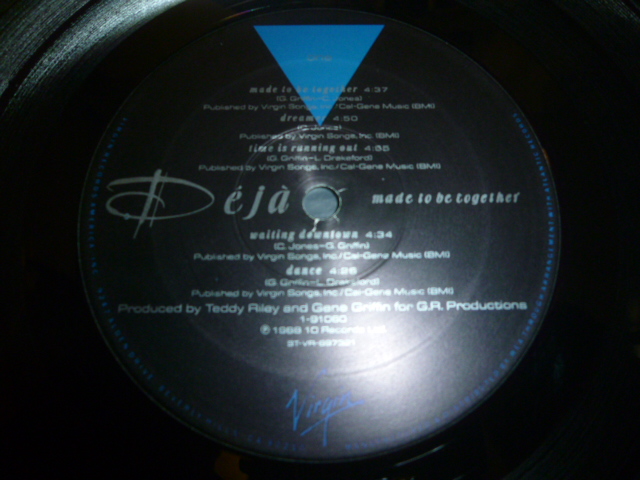 made to be together 4:37
(G. Griffin-C. Jones)
Published by Virgin Songs, Inc./Cal-Gene Music (BMI)
4:50
(C. Jones)
Published by Virgin Songs, Inc. (BMI)
time is running out 4:55
(G. Griffin-L. Drakeford)
Published by Virgin Songs, Inc./Cal-Gene Music (BMI)
Déjà
made to be together
waiting downtown 4:34
(C. Jones-G. Griffin)
Published by Virgin Songs, Inc./Cal-Gene Music (BMI)
dance 4:26
(G. Griffin-L. Drakeford)
Published by Virgin Songs, Inc./Cal-Gene Music (BMI)
Produced by Teddy Riley and Gene Griffin for G.R. Productions
1-91060
℗ 1988 10 Records Ltd.
Virgin